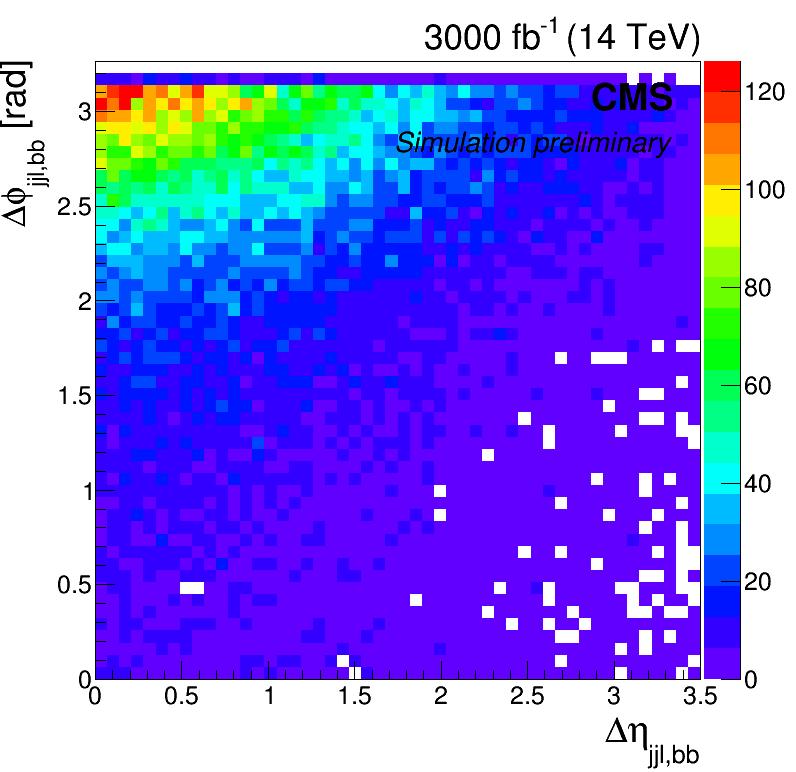 3000 fb-1 (14 TeV)
CMS
Simulation preliminary
Δϕjjl,bb [rad]
3
2.5
2
1.5
1
0.5
0
0 0.5 1 1.5 2 2.5 3 3.5
Δηjjl,bb
120
100
80
60
40
20
0